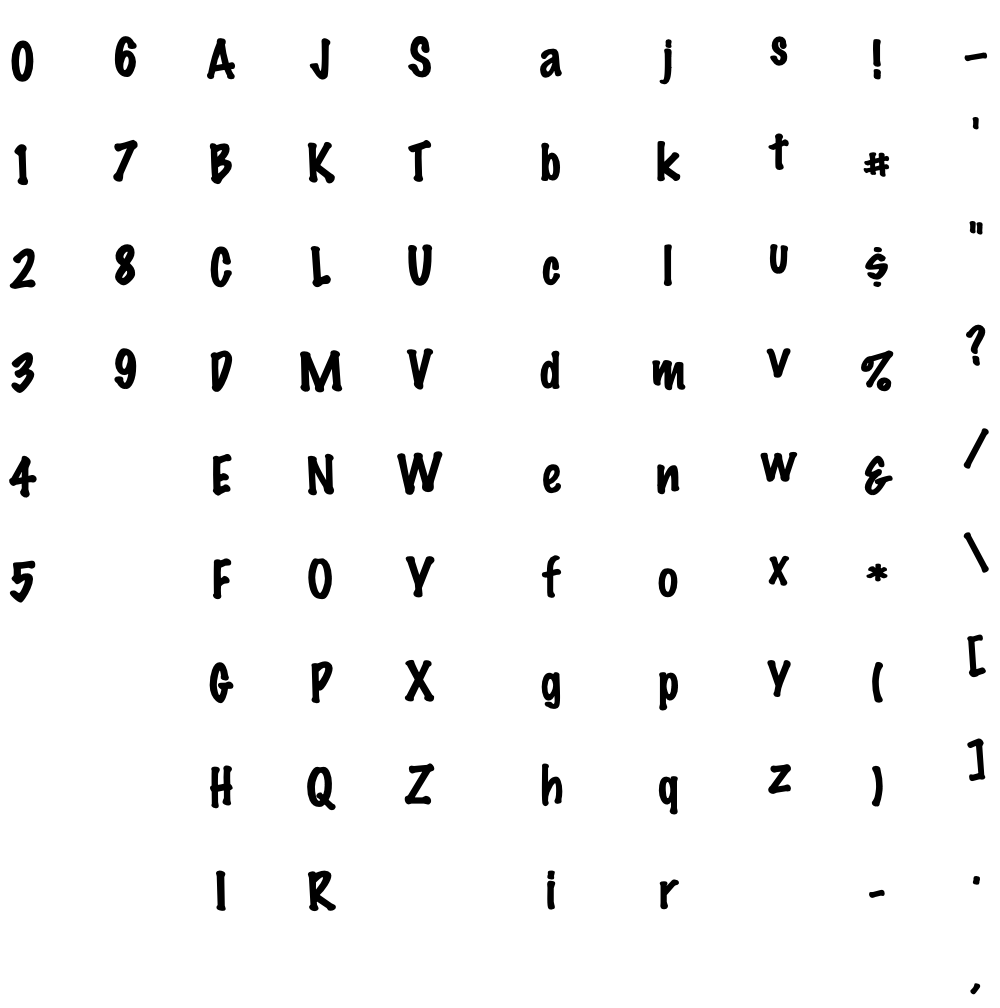 0 6 A J S a j s ! –
1 7 B K T b k t # '
2 8 C L U c l u $ "
3 9 D M V d m v % ?
4 E N W e n w & /
5 F O Y f o x * \
G P X g p y ( [
H Q Z h q z ) ]
I R i r - .
,